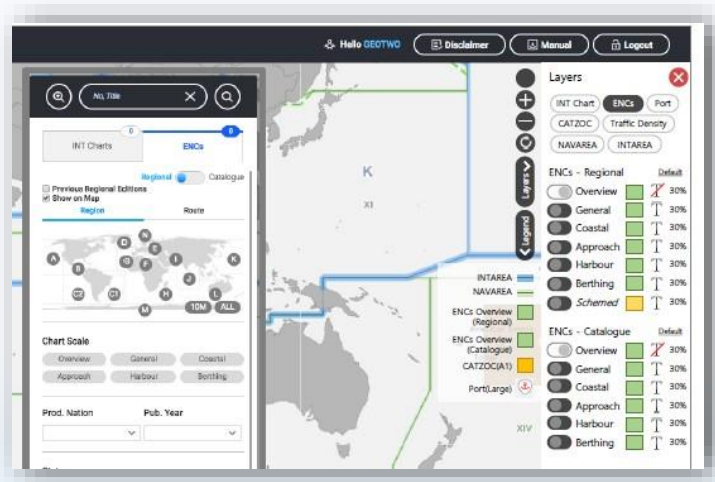 Hello GEOTWO Disclaimer Manual Logout
No, Title
INT Charts 0 ENCs 0
Regional Catalogue
Previous Regional Editions
Show on Map
Region Route
N
D
E
A B G F I K
J
C2 C1 H L
M 10M ALL
Chart Scale
Overview General Coastal
Approach Harbour Berthing
Prod. Nation Pub. Year
K
XI
XIV
Layers
Legend
INTAREA
NAVAREA
ENCs Overview
(Regional)
ENCs Overview
(Catalogue)
CATZOC(A1)
Port(Large)
Layers
INT Chart ENCs Port
CATZOC Traffic Density
NAVAREA INTAREA
ENCs - Regional Default
Overview T 30%
General T 30%
Coastal T 30%
Approach T 30%
Harbour T 30%
Berthing T 30%
Schemed T 30%
ENCs - Catalogue Default
Overview T 30%
General T 30%
Coastal T 30%
Approach T 30%
Harbour T 30%
Berthing T 30%